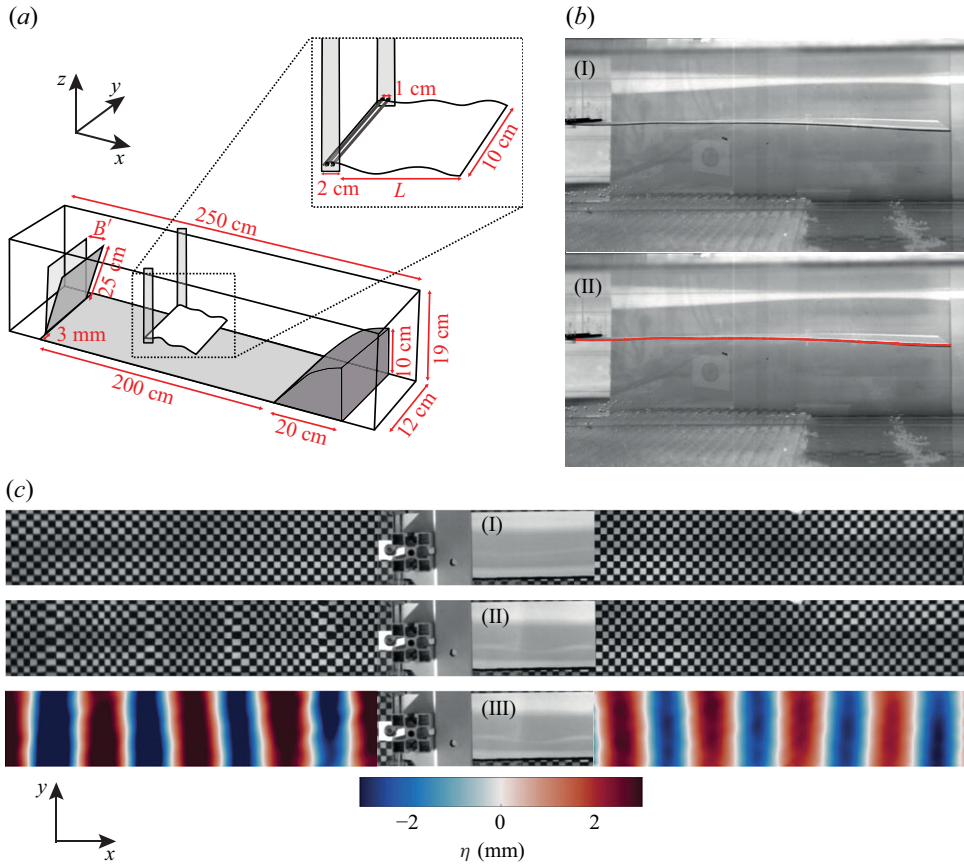 (a)
(b)
z
y
x
1 cm
10 cm
2 cm
L
250 cm
B′
25 cm
3 mm
200 cm
20 cm
10 cm
19 cm
12 cm
(I)
(II)
(c)
(I)
(II)
(III)
y
x
−2
0
2
η (mm)